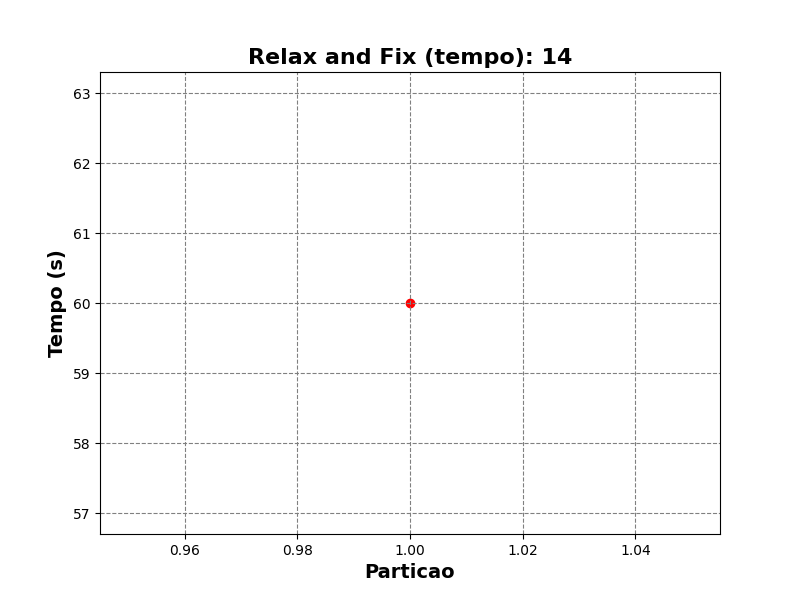 Relax and Fix (tempo): 14
63
62
61
60
59
58
57
Tempo (s)
0.96 0.98 1.00 1.02 1.04
Particao